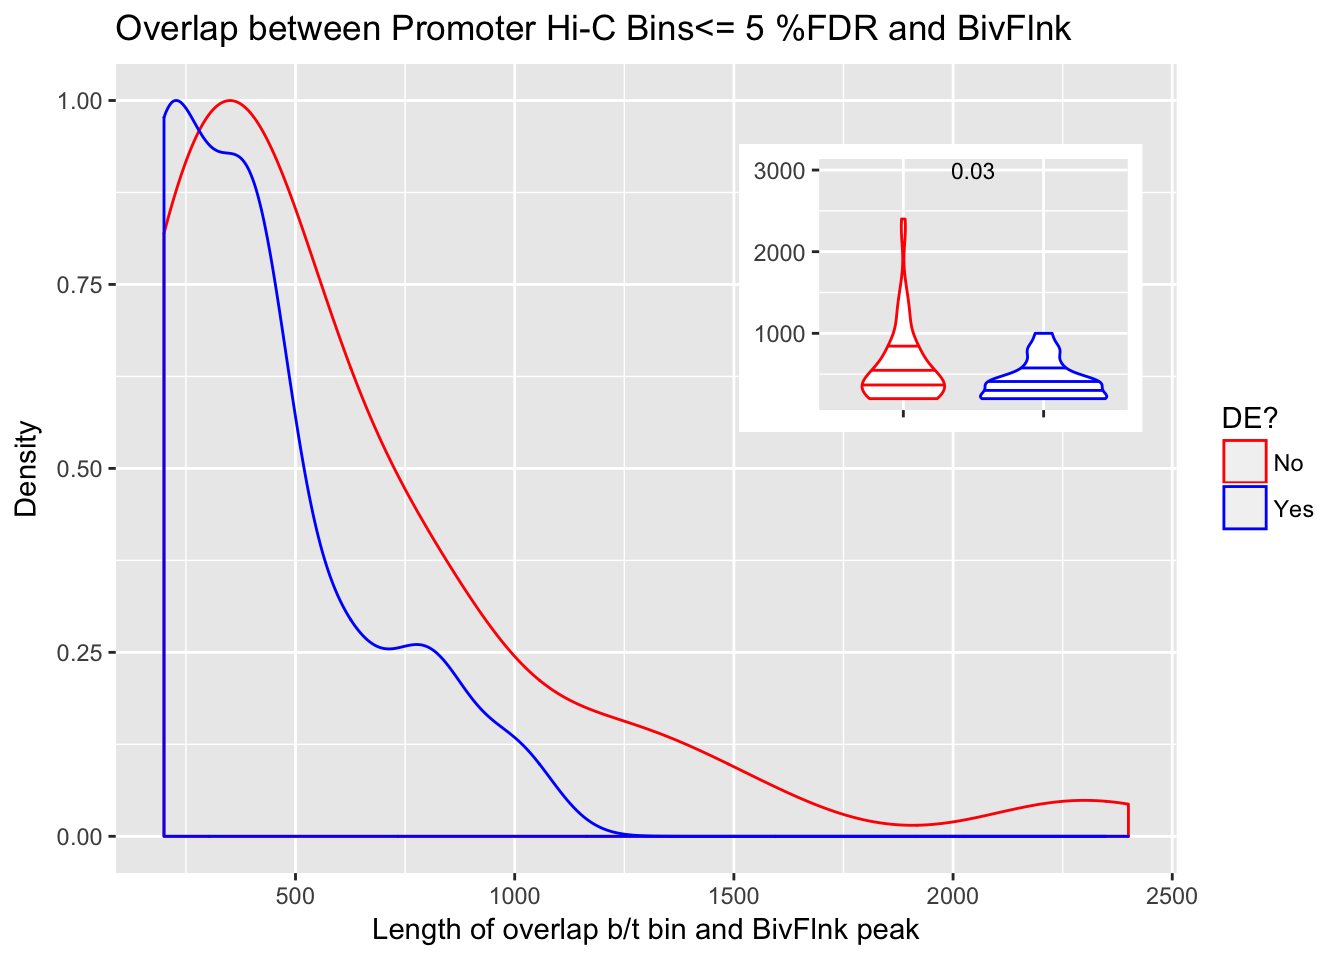 Overlap between Promoter Hi-C Bins<= 5 %FDR and BivFlnk
Density
1.00
0.75
0.50
0.25
0.00
3000
2000
1000
0.03
500
1000
1500
2000
2500
Length of overlap b/t bin and BivFlnk peak
DE?
No
Yes